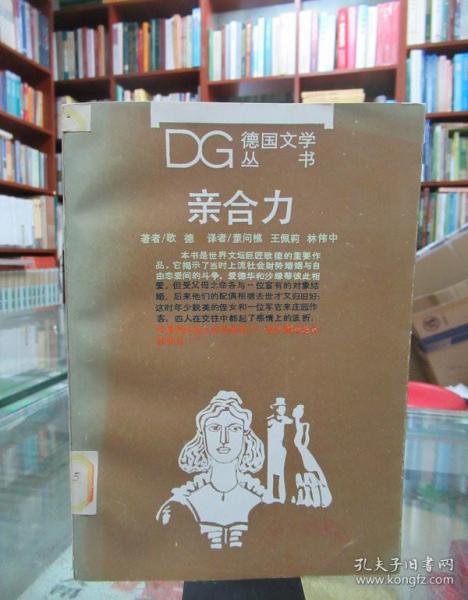 DG 德国文学
丛书
亲合力
著者/歌 德 译者/董问樵 王佩莉 林伟中
本书是世界文坛巨匠歌德的重要作
品，它揭示了当时上流社会财势婚姻与自
由恋爱间的斗争。爱德华和沙绿蒂彼此相
爱，但受父母之命各与一位富有的对象结
婚，后来他们的配偶相继去世才又归旧好；
这时年少貌美的侄女和一位军官来庄园作
客，四人在交往中都起了感情上的波折，
5
孔夫子旧书网
www.kongfz.com